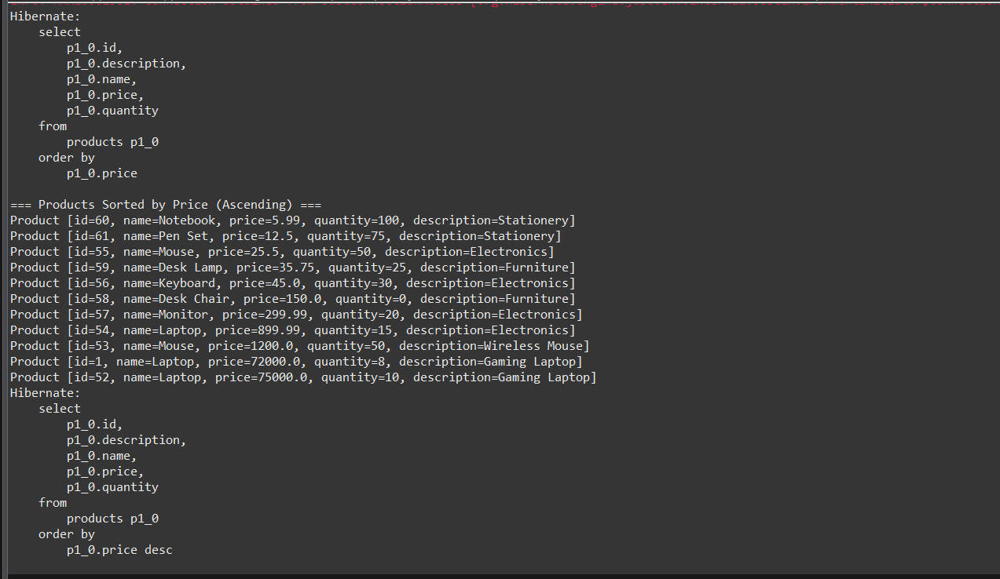 Hibernate:
    select
        p1_0.id,
        p1_0.description,
        p1_0.name,
        p1_0.price,
        p1_0.quantity
    from
        products p1_0
    order by
        p1_0.price

=== Products Sorted by Price (Ascending) ===
Product [id=60, name=Notebook, price=5.99, quantity=100, description=Stationery]
Product [id=61, name=Pen Set, price=12.5, quantity=75, description=Stationery]
Product [id=55, name=Mouse, price=25.5, quantity=50, description=Electronics]
Product [id=59, name=Desk Lamp, price=35.75, quantity=25, description=Furniture]
Product [id=56, name=Keyboard, price=45.0, quantity=30, description=Electronics]
Product [id=58, name=Desk Chair, price=150.0, quantity=0, description=Furniture]
Product [id=57, name=Monitor, price=299.99, quantity=20, description=Electronics]
Product [id=54, name=Laptop, price=899.99, quantity=15, description=Electronics]
Product [id=53, name=Mouse, price=1200.0, quantity=50, description=Wireless Mouse]
Product [id=1, name=Laptop, price=72000.0, quantity=8, description=Gaming Laptop]
Product [id=52, name=Laptop, price=75000.0, quantity=10, description=Gaming Laptop]
Hibernate:
    select
        p1_0.id,
        p1_0.description,
        p1_0.name,
        p1_0.price,
        p1_0.quantity
    from
        products p1_0
    order by
        p1_0.price desc